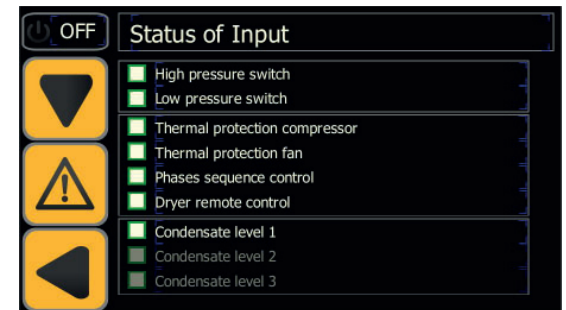 OFF
Status of Input
High pressure switch
Low pressure switch
Thermal protection compressor
Thermal protection fan
Phases sequence control
Dryer remote control
Condensate level 1
Condensate level 2
Condensate level 3